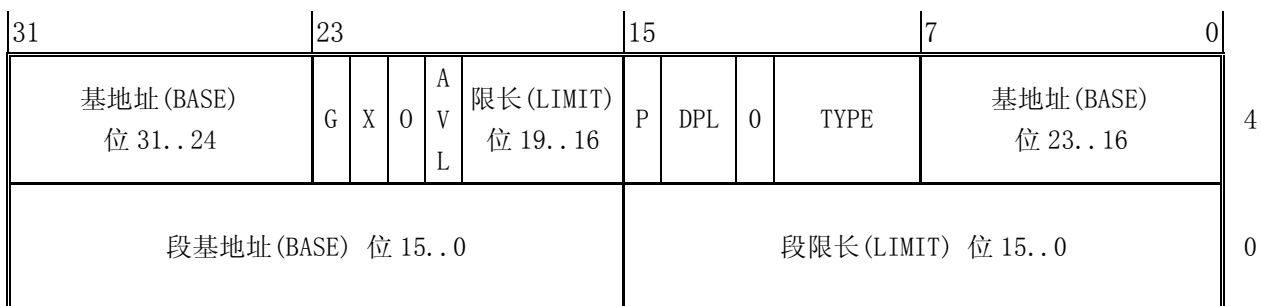 31 23 15 7 0
基地址(BASE)
位 31..24
G X 0 A
V
L
限长(LIMIT)
位 19..16
P DPL 0 TYPE
基地址(BASE)
位 23..16
4
段基地址(BASE) 位 15..0 段限长(LIMIT) 位 15..0 0